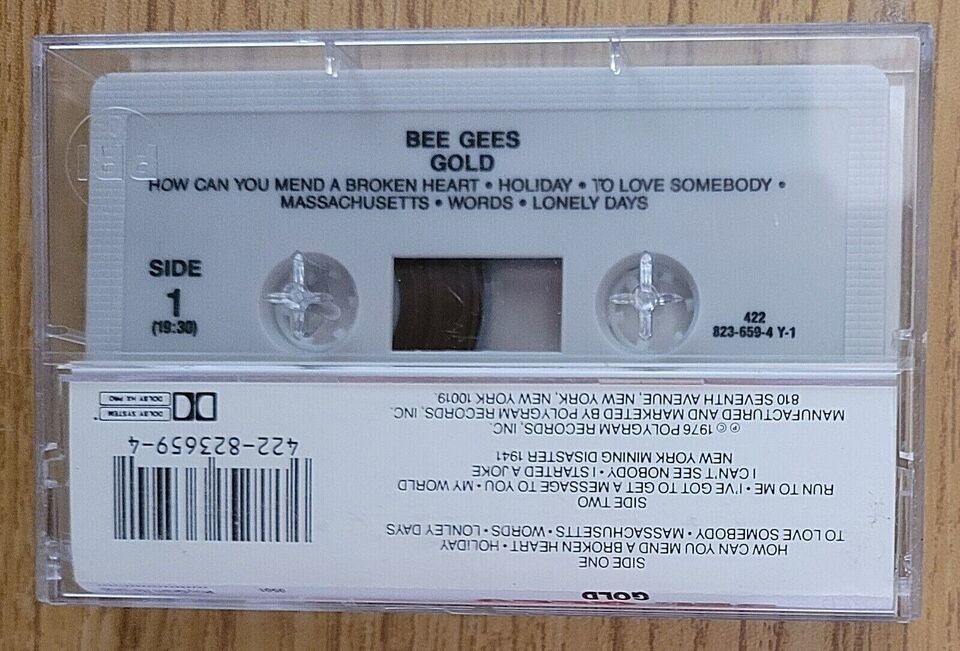 BEE GEES
GOLD
HOW CAN YOU MEND A BROKEN HEART • HOLIDAY • TO LOVE SOMEBODY •
MASSACHUSETTS • WORDS • LONELY DAYS
SIDE
1
(19:30)
422
823-659-4 Y-1
GOLD
SIDE ONE
HOW CAN YOU MEND A BROKEN HEART • HOLIDAY
TO LOVE SOMEBODY • MASSACHUSETTS • WORDS • LONLEY DAYS
SIDE TWO
RUN TO ME • I'VE GOT TO GET A MESSAGE TO YOU • MY WORLD
I CAN'T SEE NOBODY • I STARTED A JOKE
NEW YORK MINING DISASTER 1941
℗ © 1976 POLYGRAM RECORDS, INC.
MANUFACTURED AND MARKETED BY POLYGRAM RECORDS, INC.
810 SEVENTH AVENUE, NEW YORK, NEW YORK 10019.
422-823659-4
DOLBY SYSTEM
DOLBY HX PRO